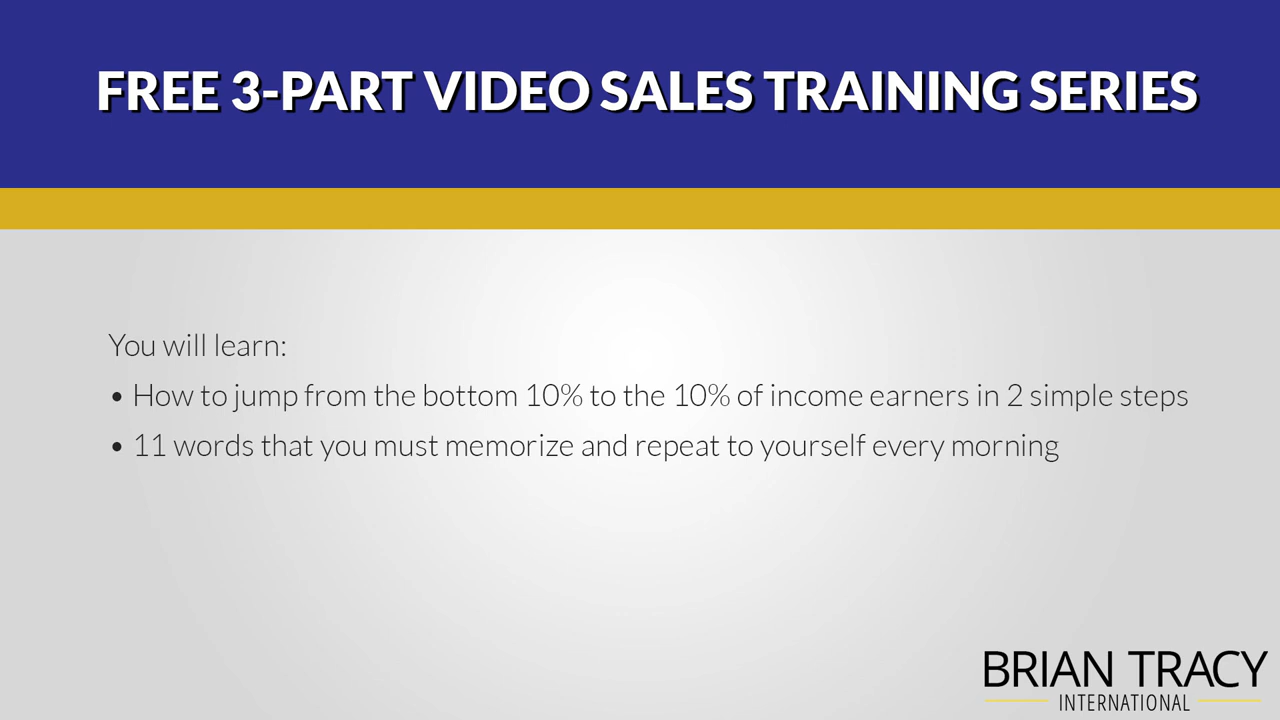 FREE 3-PART VIDEO SALES TRAINING SERIES
You will learn:
• How to jump from the bottom 10% to the 10% of income earners in 2 simple steps
• 11 words that you must memorize and repeat to yourself every morning
BRIAN TRACY
INTERNATIONAL